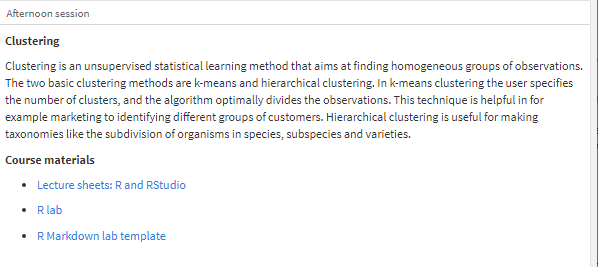 Afternoon session
Clustering
Clustering is an unsupervised statistical learning method that aims at finding homogeneous groups of observations.
The two basic clustering methods are k-means and hierarchical clustering. In k-means clustering the user specifies
the number of clusters, and the algorithm optimally divides the observations. This technique is helpful in for
example marketing to identifying different groups of customers. Hierarchical clustering is useful for making
taxonomies like the subdivision of organisms in species, subspecies and varieties.
Course materials
Lecture sheets: R and RStudio
R lab
R Markdown lab template